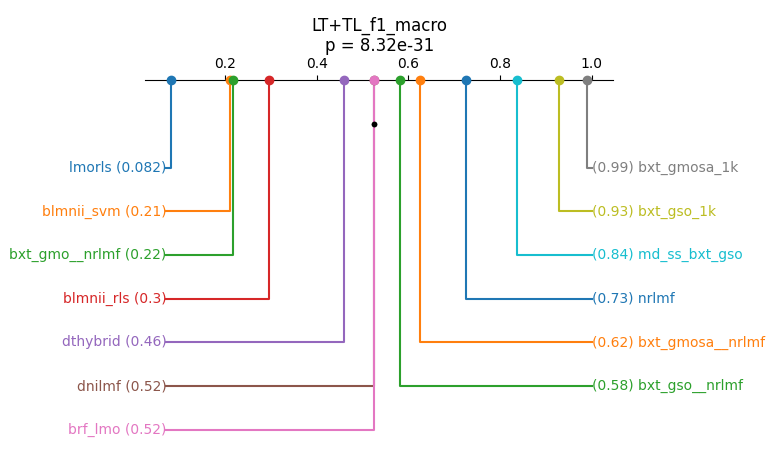 LT+TL_f1_macro
p = 8.32e-31
0.2 0.4 0.6 0.8 1.0
lmorls (0.082)
(0.99) bxt_gmosa_1k
blmnii_svm (0.21)
(0.93) bxt_gso_1k
bxt_gmo__nrlmf (0.22)
(0.84) md_ss_bxt_gso
blmnii_rls (0.3)
(0.73) nrlmf
dthybrid (0.46)
(0.62) bxt_gmosa__nrlmf
dnilmf (0.52)
(0.58) bxt_gso__nrlmf
brf_lmo (0.52)